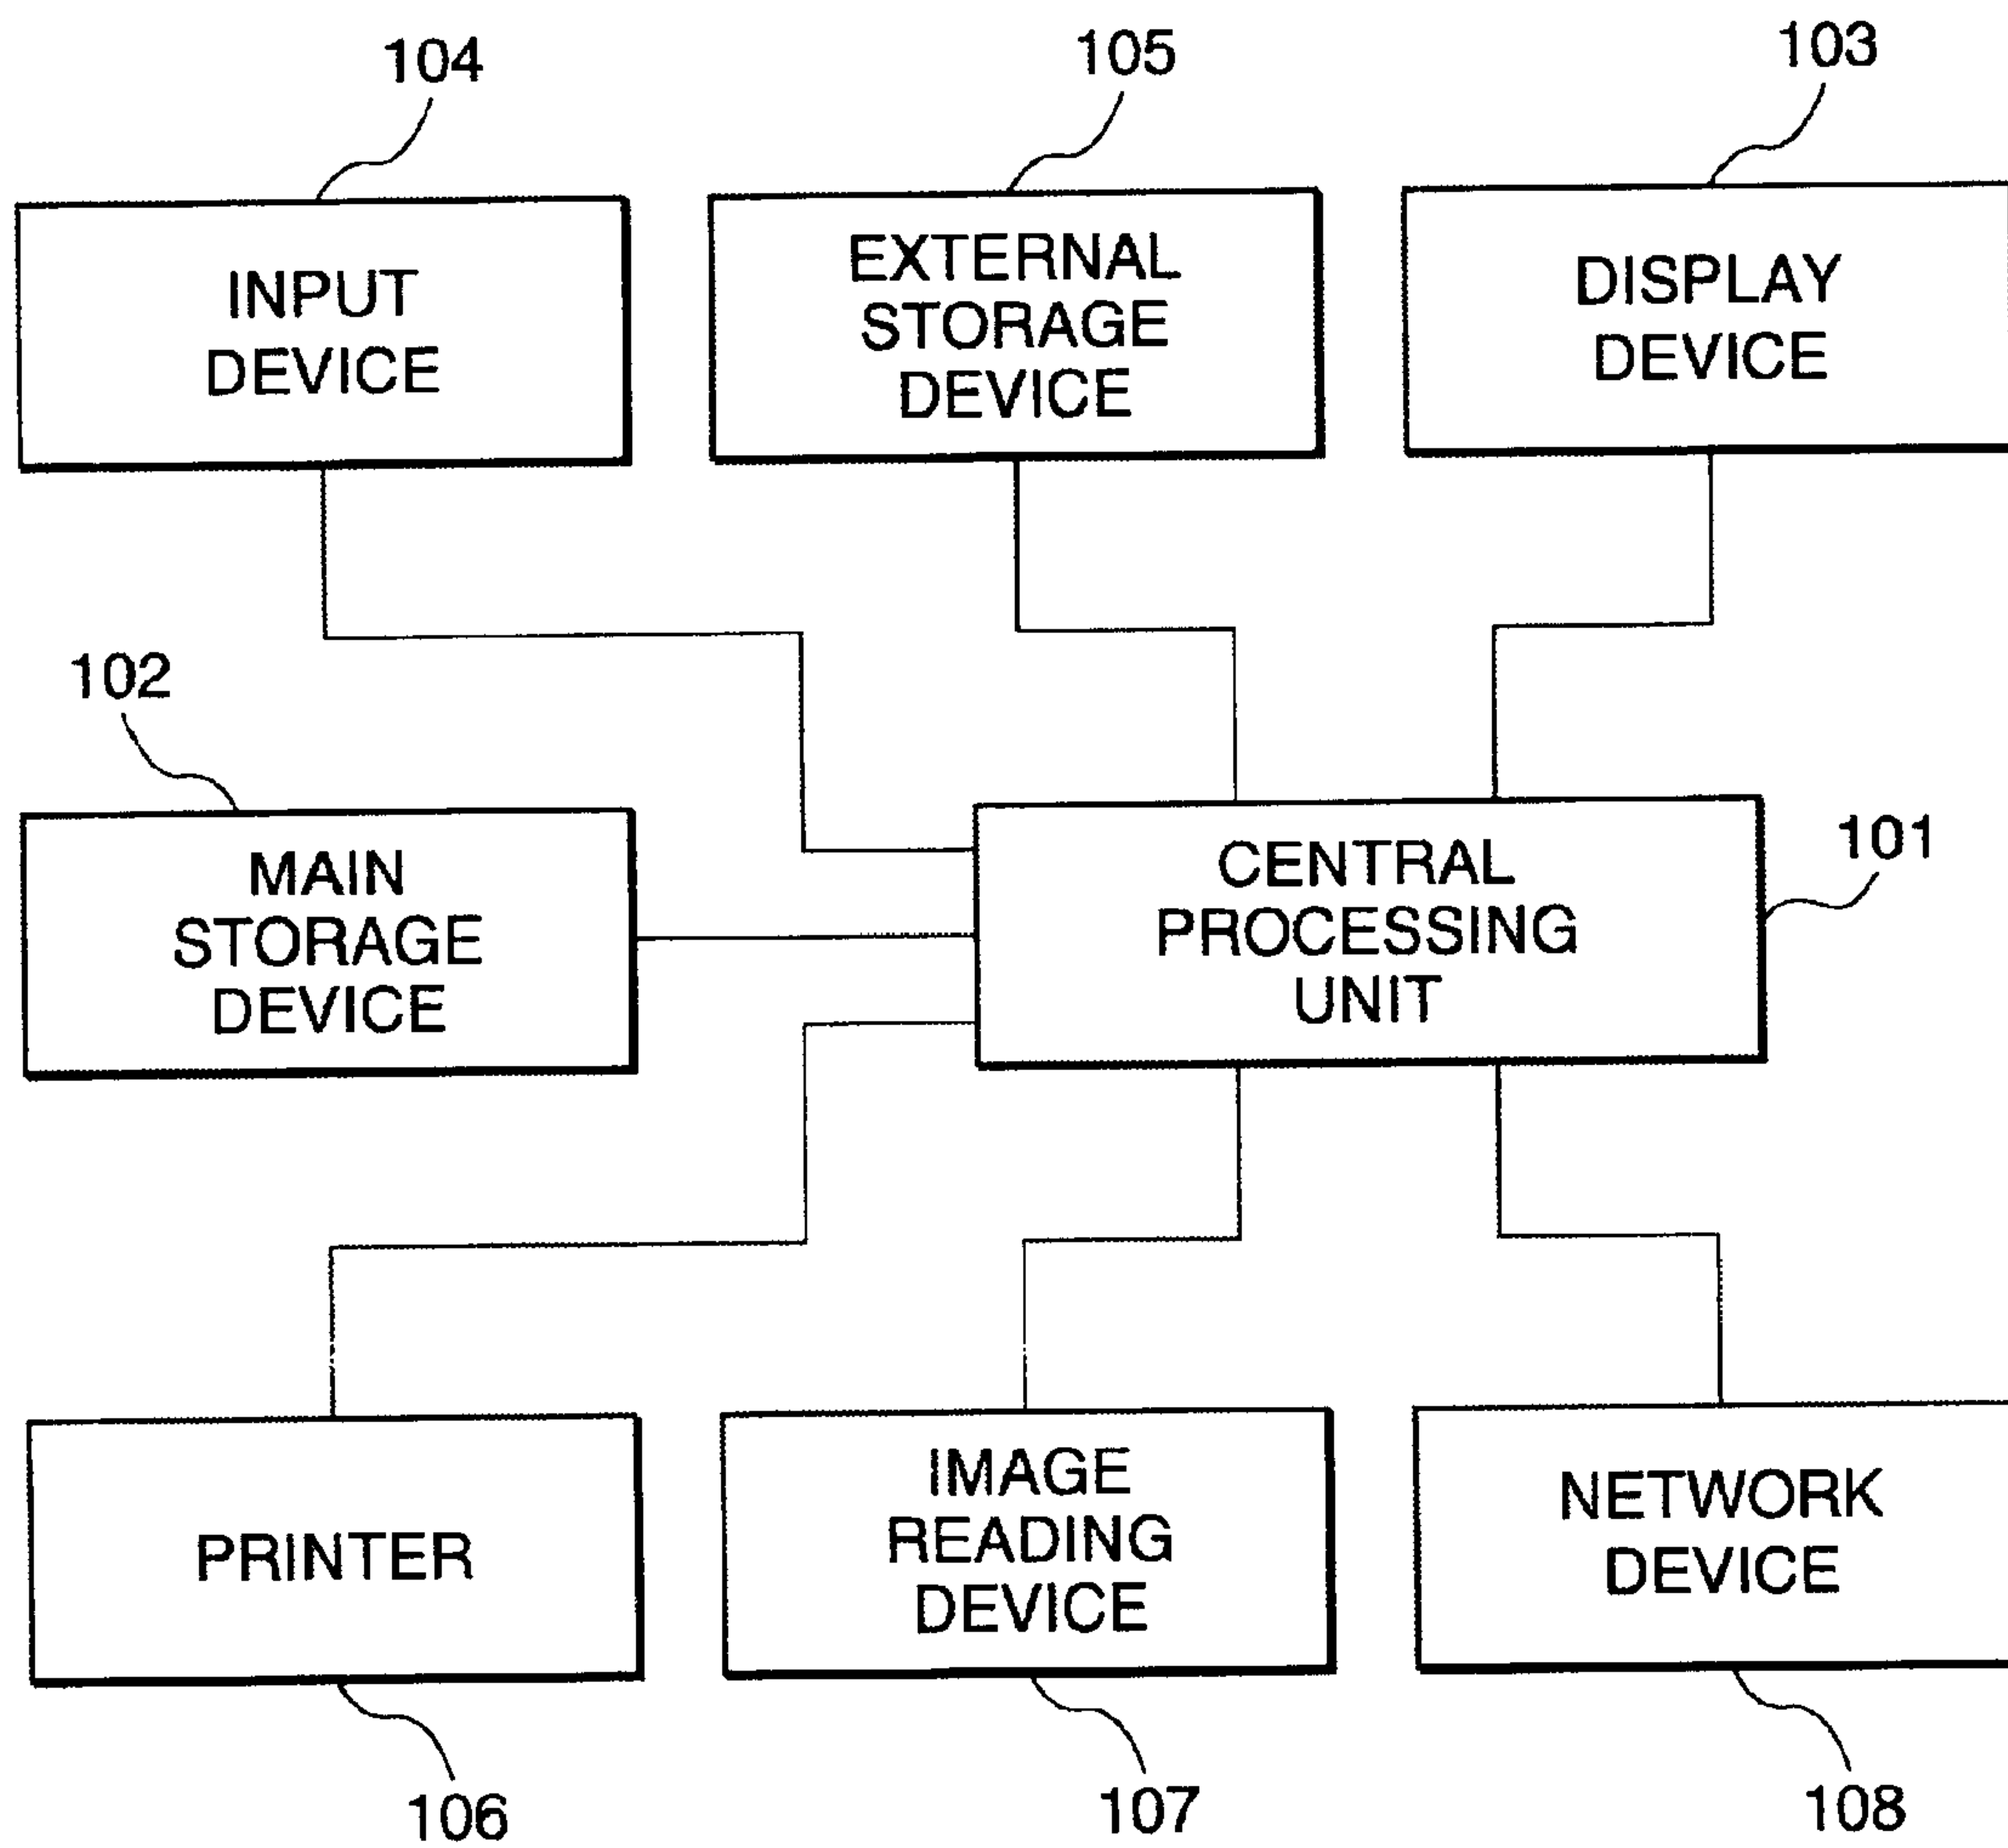 104
105
103
INPUT
DEVICE
EXTERNAL
STORAGE
DEVICE
DISPLAY
DEVICE
102
MAIN
STORAGE
DEVICE
CENTRAL
PROCESSING
UNIT
101
PRINTER
IMAGE
READING
DEVICE
NETWORK
DEVICE
106
107
108